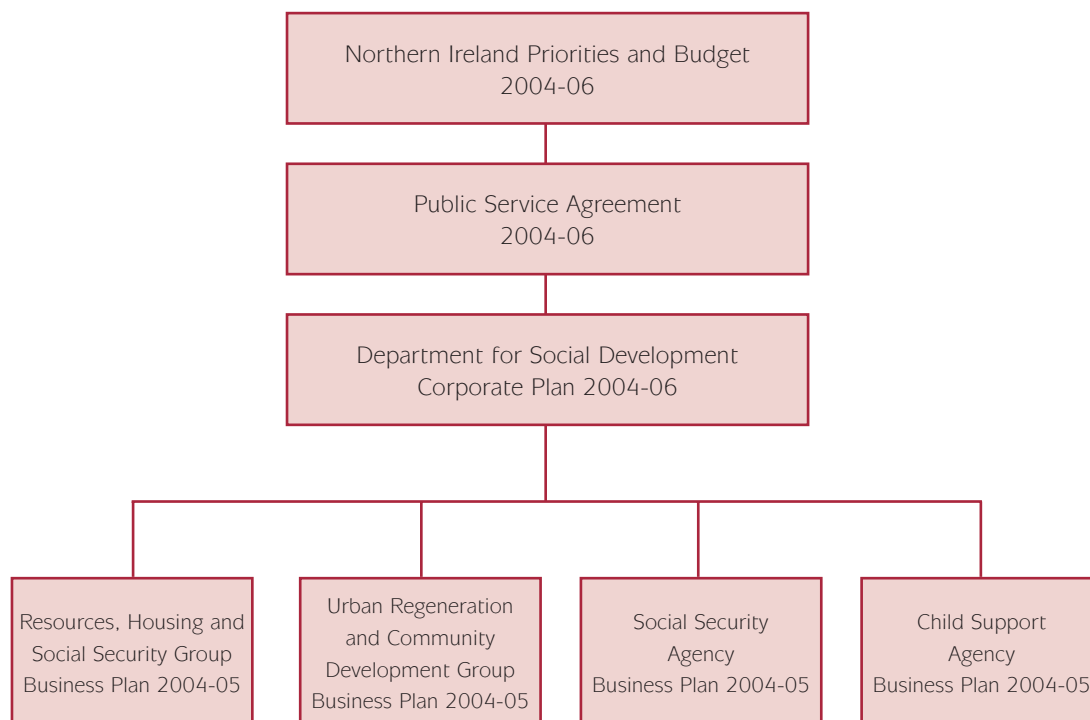 Northern Ireland Priorities and Budget
2004-06
Public Service Agreement
2004-06
Department for Social Development
Corporate Plan 2004-06
Resources, Housing and
Social Security Group
Business Plan 2004-05
Urban Regeneration
and Community
Development Group
Business Plan 2004-05
Social Security
Agency
Business Plan 2004-05
Child Support
Agency
Business Plan 2004-05